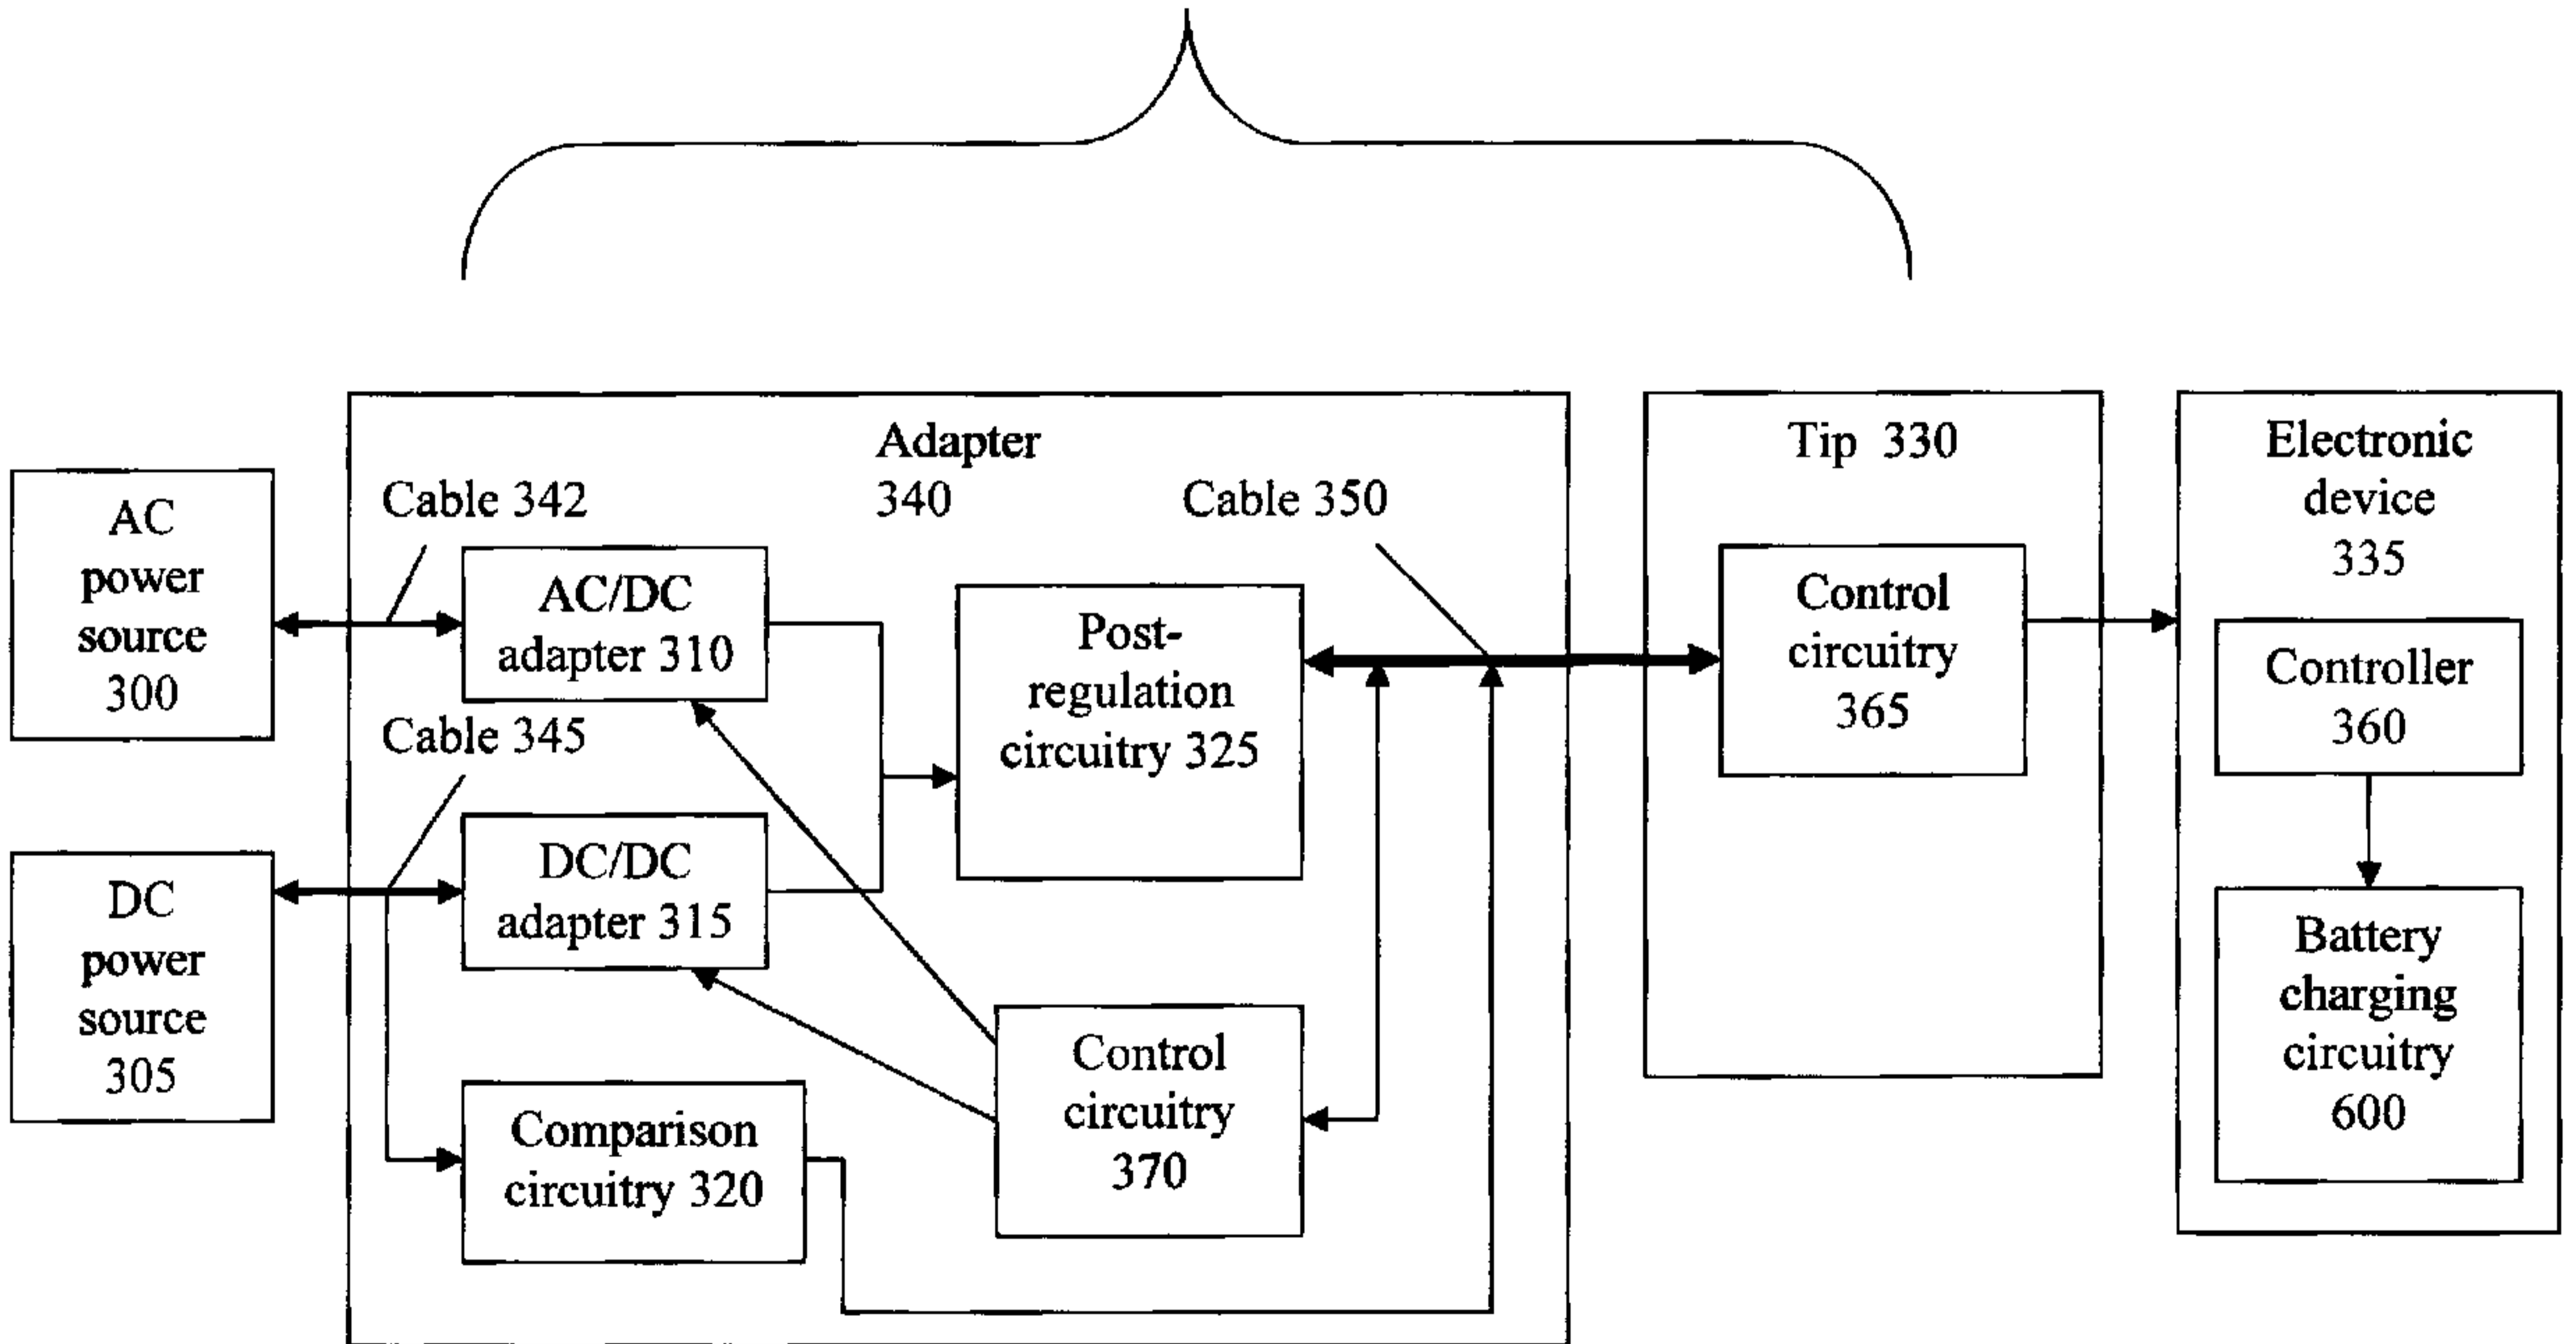 AC
power
source
300
DC
power
source
305
Adapter
340
Cable 342
AC/DC
adapter 310
Cable 345
DC/DC
adapter 315
Comparison
circuitry 320
Post-
regulation
circuitry 325
Control
circuitry
370
Cable 350
Tip 330
Control
circuitry
365
Electronic
device
335
Controller
360
Battery
charging
circuitry
600